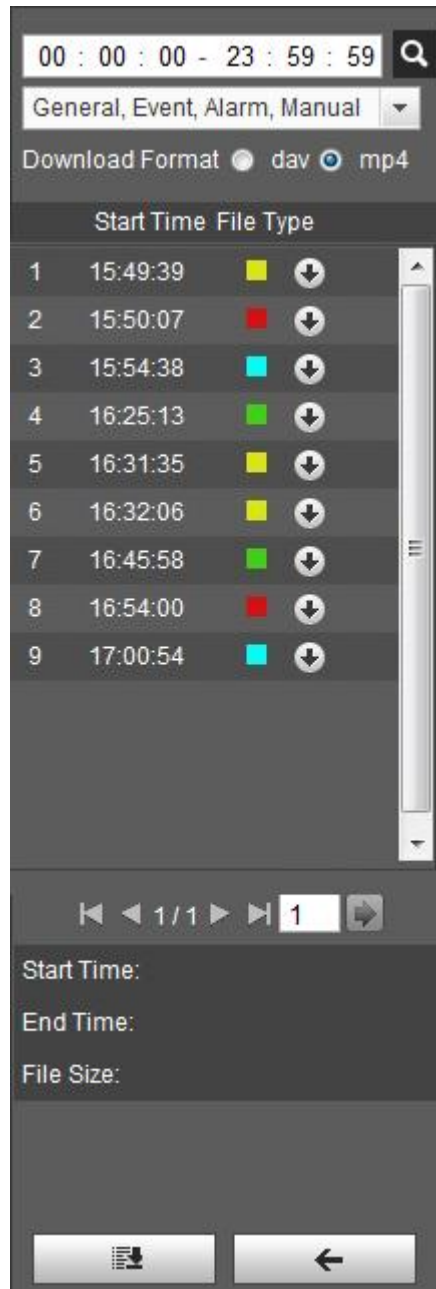 00 : 00 : 00 - 23 : 59 : 59
General, Event, Alarm, Manual
Download Format dav mp4
Start Time File Type
1 15:49:39
2 15:50:07
3 15:54:38
4 16:25:13
5 16:31:35
6 16:32:06
7 16:45:58
8 16:54:00
9 17:00:54
1 / 1 1
Start Time:
End Time:
File Size: